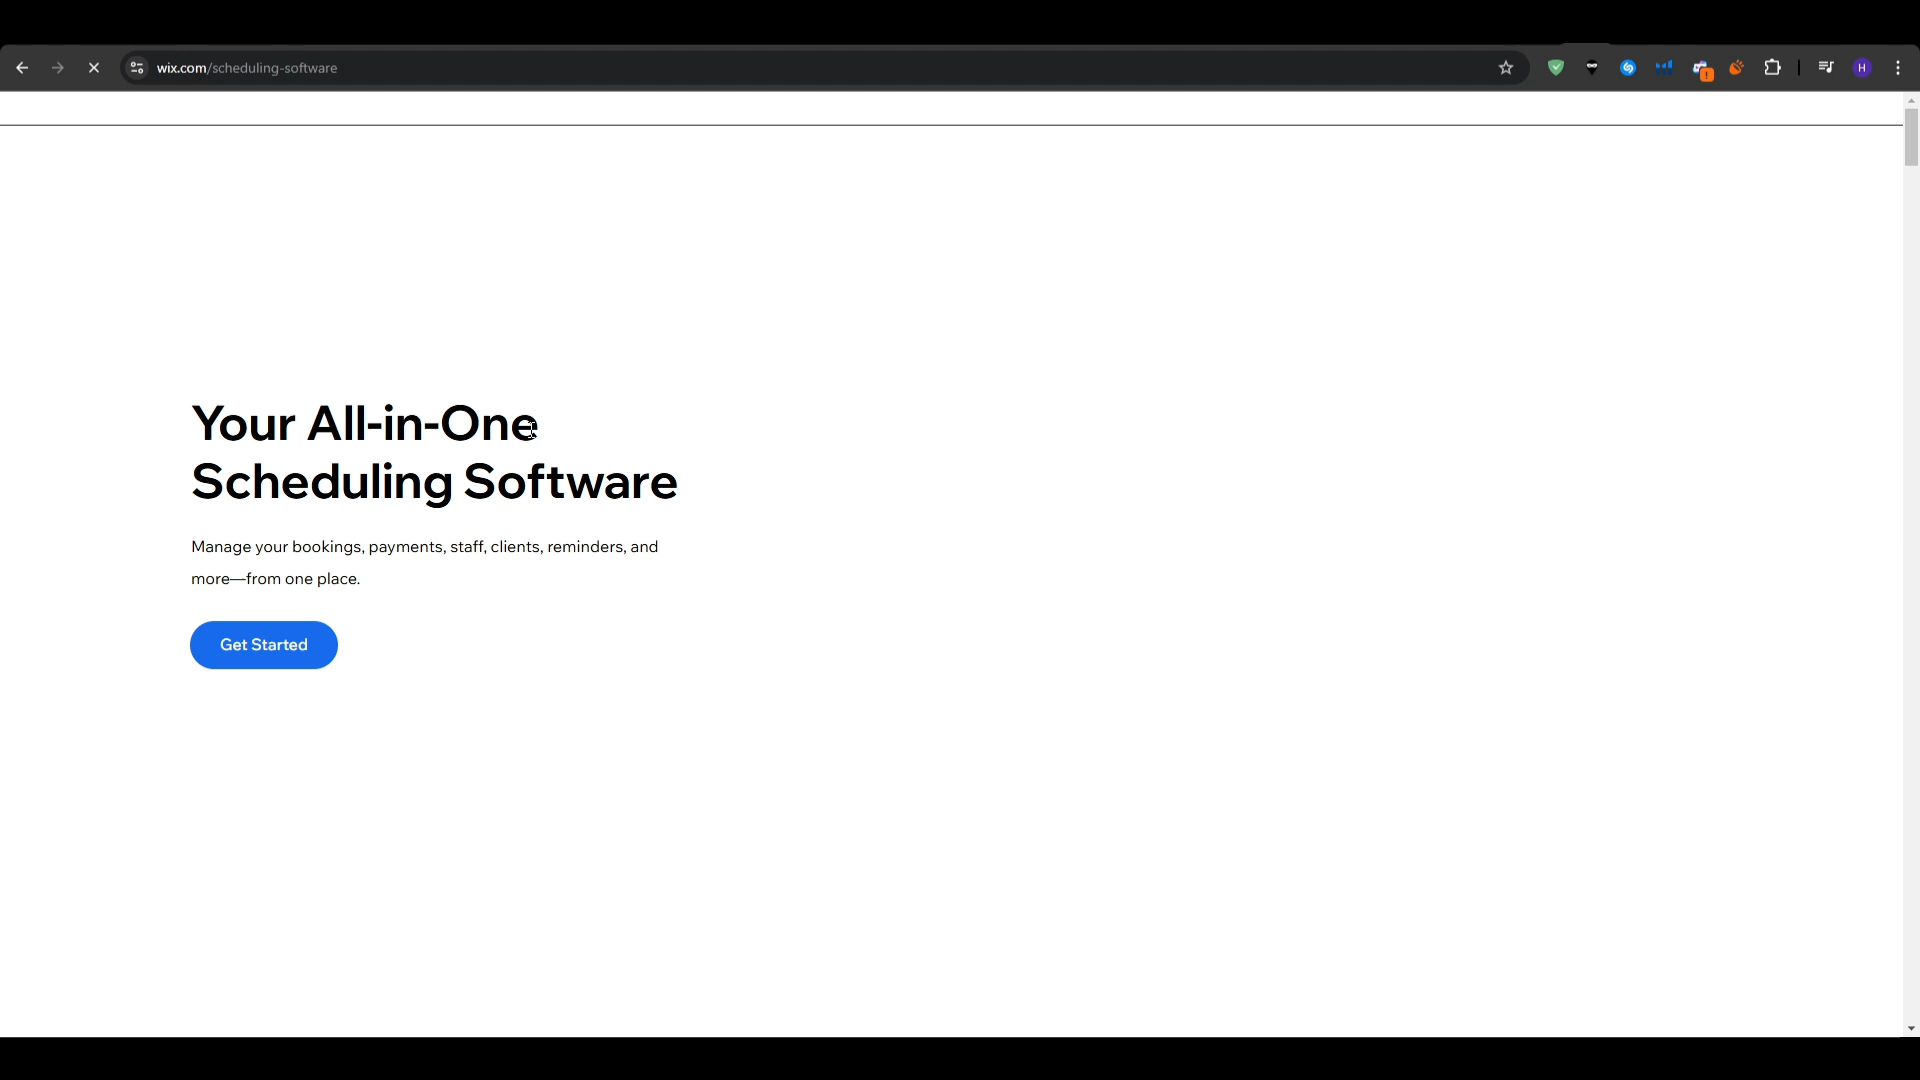 wix.com/scheduling-software
H
Your All-in-One
Scheduling Software
Manage your bookings, payments, staff, clients, reminders, and
more—from one place.
Get Started